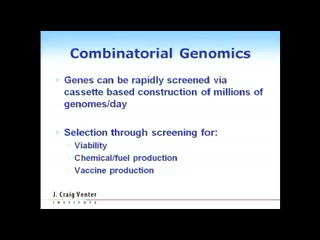 Combinatorial Genomics
Genes can be rapidly screened via
cassette based construction of millions of
genomes/day
Selection through screening for:
Viability
Chemical/fuel production
Vaccine production
J. Craig Venter
INSTITUTE